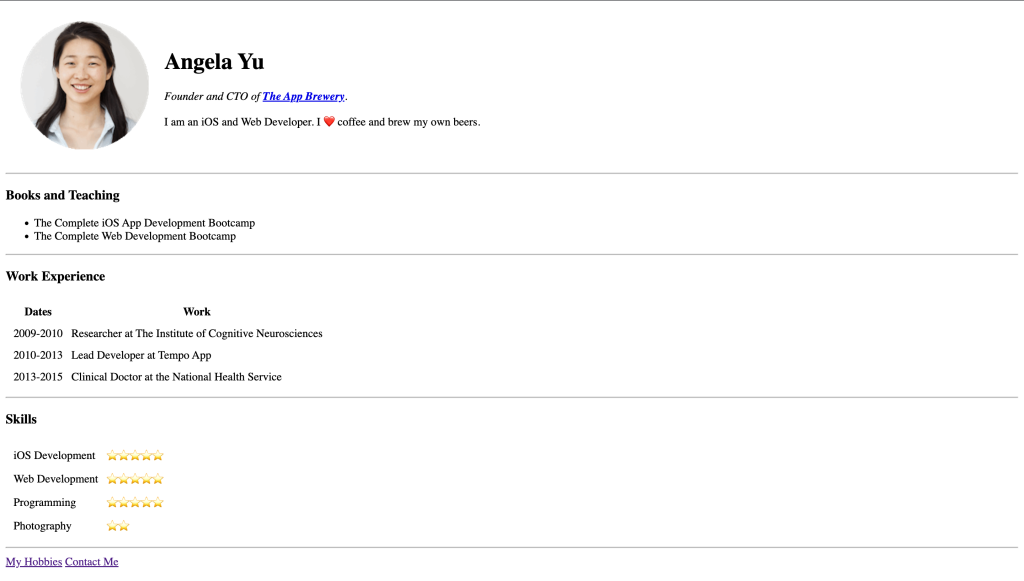 Angela Yu
Founder and CTO of The App Brewery.
I am an iOS and Web Developer. I ❤️ coffee and brew my own beers.
Books and Teaching
• The Complete iOS App Development Bootcamp
• The Complete Web Development Bootcamp
Work Experience
Dates Work
2009-2010 Researcher at The Institute of Cognitive Neurosciences
2010-2013 Lead Developer at Tempo App
2013-2015 Clinical Doctor at the National Health Service
Skills
iOS Development ⭐⭐⭐⭐⭐
Web Development ⭐⭐⭐⭐⭐
Programming ⭐⭐⭐⭐⭐
Photography ⭐⭐
My Hobbies Contact Me